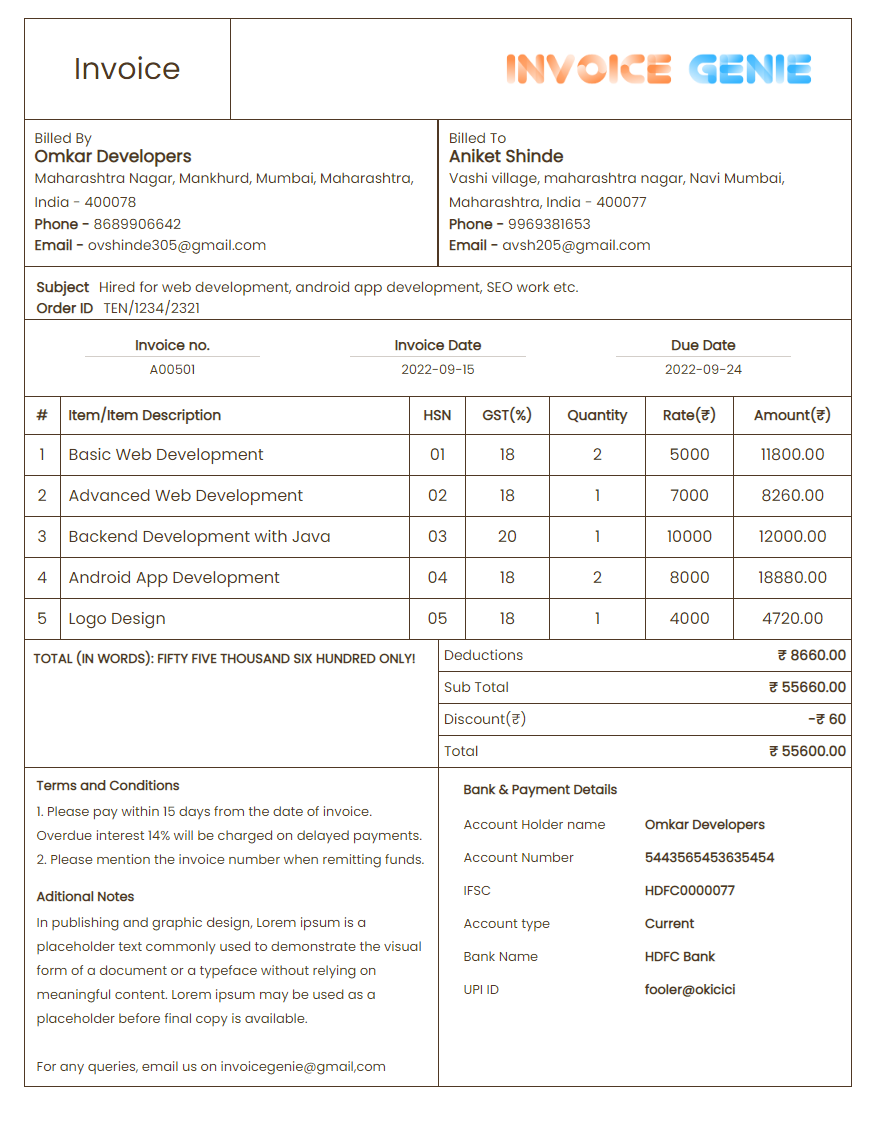 Invoice
INVOICE GENIE
Billed By
Omkar Developers
Maharashtra Nagar, Mankhurd, Mumbai, Maharashtra,
India - 400078
Phone - 8689906642
Email - ovshinde305@gmail.com
Billed To
Aniket Shinde
Vashi village, maharashtra nagar, Navi Mumbai,
Maharashtra, India - 400077
Phone - 9969381653
Email - avsh205@gmail.com
Subject Hired for web development, android app development, SEO work etc.
Order ID TEN/1234/2321
Invoice no. Invoice Date Due Date
A00501 2022-09-15 2022-09-24
# Item/Item Description HSN GST(%) Quantity Rate(₹) Amount(₹)
1 Basic Web Development 01 18 2 5000 11800.00
2 Advanced Web Development 02 18 1 7000 8260.00
3 Backend Development with Java 03 20 1 10000 12000.00
4 Android App Development 04 18 2 8000 18880.00
5 Logo Design 05 18 1 4000 4720.00
TOTAL (IN WORDS): FIFTY FIVE THOUSAND SIX HUNDRED ONLY!
Deductions ₹ 8660.00
Sub Total ₹ 55660.00
Discount(₹) -₹ 60
Total ₹ 55600.00
Terms and Conditions
1. Please pay within 15 days from the date of invoice.
Overdue interest 14% will be charged on delayed payments.
2. Please mention the invoice number when remitting funds.
Aditional Notes
In publishing and graphic design, Lorem ipsum is a
placeholder text commonly used to demonstrate the visual
form of a document or a typeface without relying on
meaningful content. Lorem ipsum may be used as a
placeholder before final copy is available.
For any queries, email us on invoicegenie@gmail,com
Bank & Payment Details
Account Holder name Omkar Developers
Account Number 5443565453635454
IFSC HDFC0000077
Account type Current
Bank Name HDFC Bank
UPI ID fooler@okicici